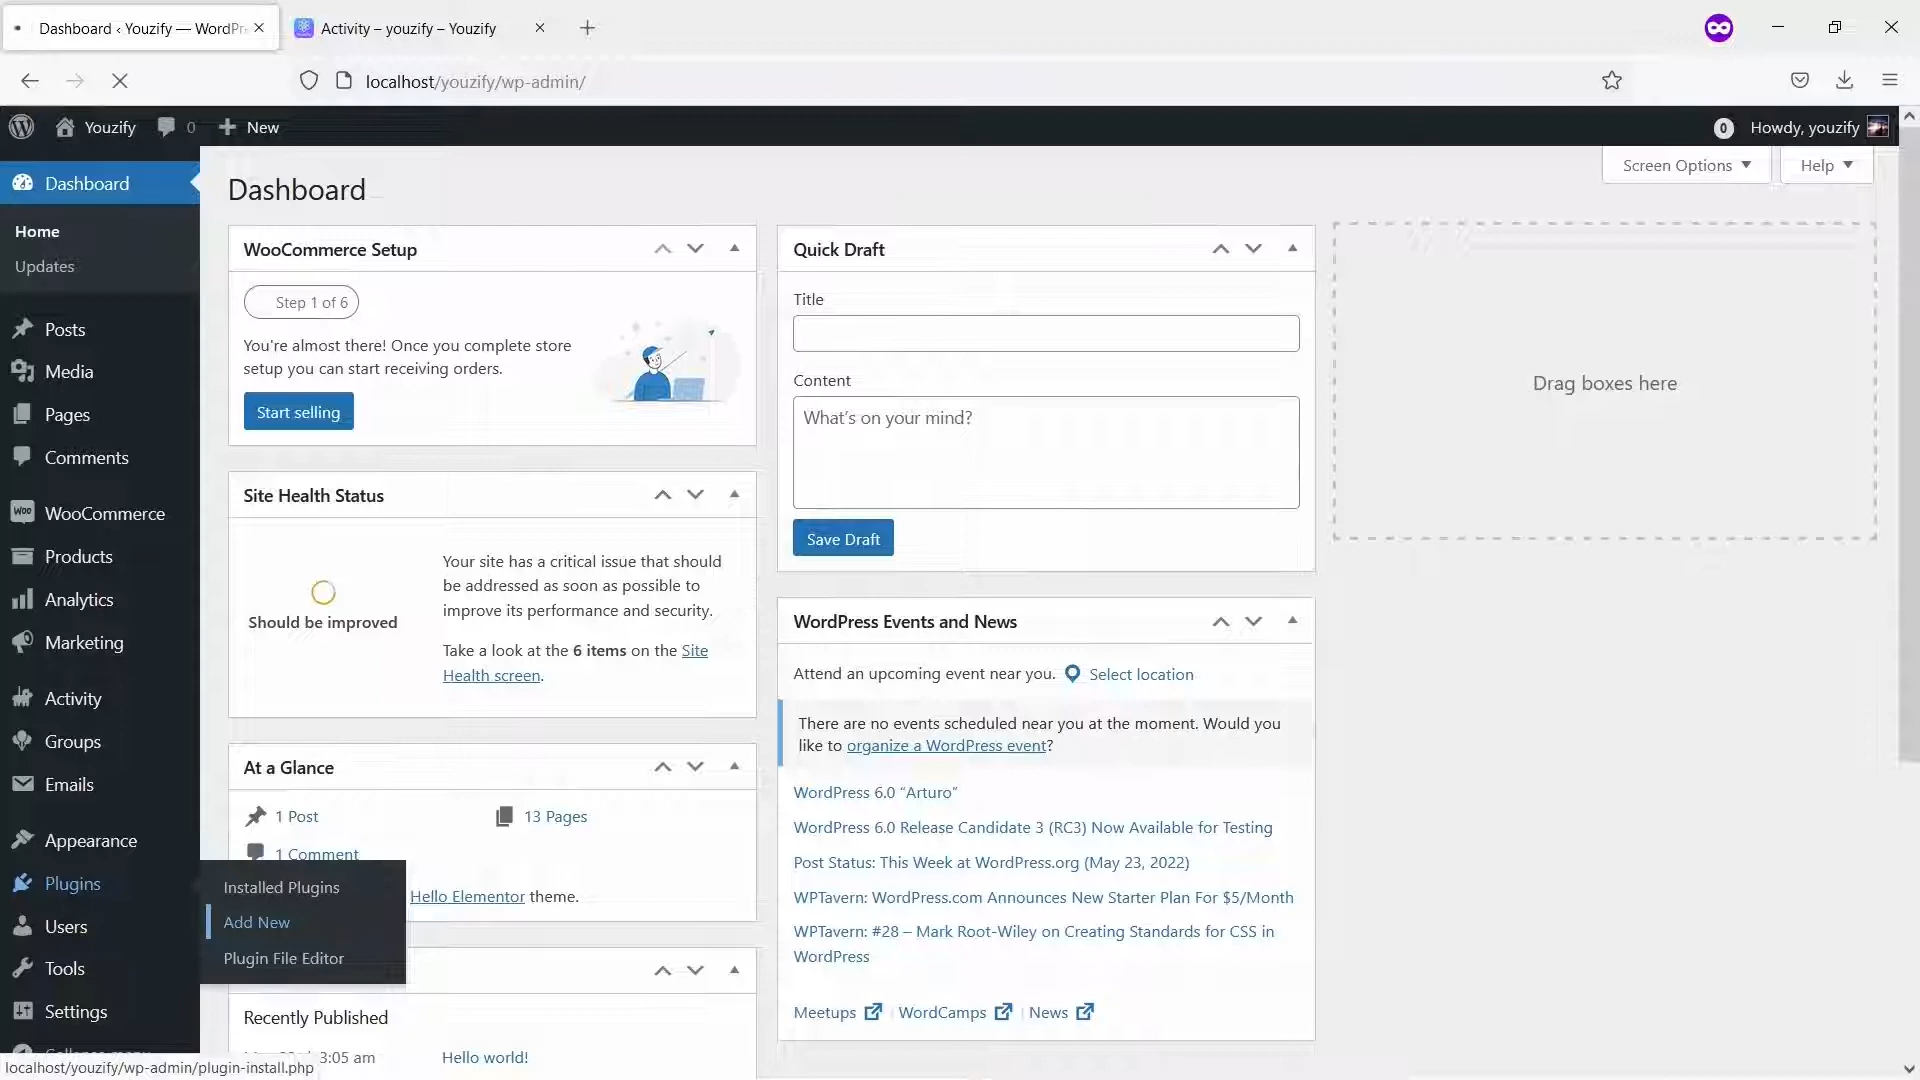 Dashboard ‹ Youzify — WordPr
Activity – youzify – Youzify
localhost/youzify/wp-admin/
Youzify
0
New
0
Howdy, youzify
Dashboard
Home
Updates
Posts
Media
Pages
Comments
WooCommerce
Products
Analytics
Marketing
Activity
Groups
Emails
Appearance
Plugins
Users
Tools
Settings
Installed Plugins
Add New
Plugin File Editor
Screen Options
Help
Dashboard
WooCommerce Setup
Step 1 of 6
You're almost there! Once you complete store
setup you can start receiving orders.
Start selling
Site Health Status
Should be improved
Your site has a critical issue that should
be addressed as soon as possible to
improve its performance and security.
Take a look at the 6 items on the Site
Health screen.
At a Glance
1 Post
13 Pages
1 Comment
Hello Elementor theme.
Recently Published
3:05 am
Hello world!
Quick Draft
Title
Content
What's on your mind?
Save Draft
WordPress Events and News
Attend an upcoming event near you.
Select location
There are no events scheduled near you at the moment. Would you
like to organize a WordPress event?
WordPress 6.0 “Arturo”
WordPress 6.0 Release Candidate 3 (RC3) Now Available for Testing
Post Status: This Week at WordPress.org (May 23, 2022)
WPTavern: WordPress.com Announces New Starter Plan For $5/Month
WPTavern: #28 – Mark Root-Wiley on Creating Standards for CSS in
WordPress
Meetups
WordCamps
News
Drag boxes here
localhost/youzify/wp-admin/plugin-install.php